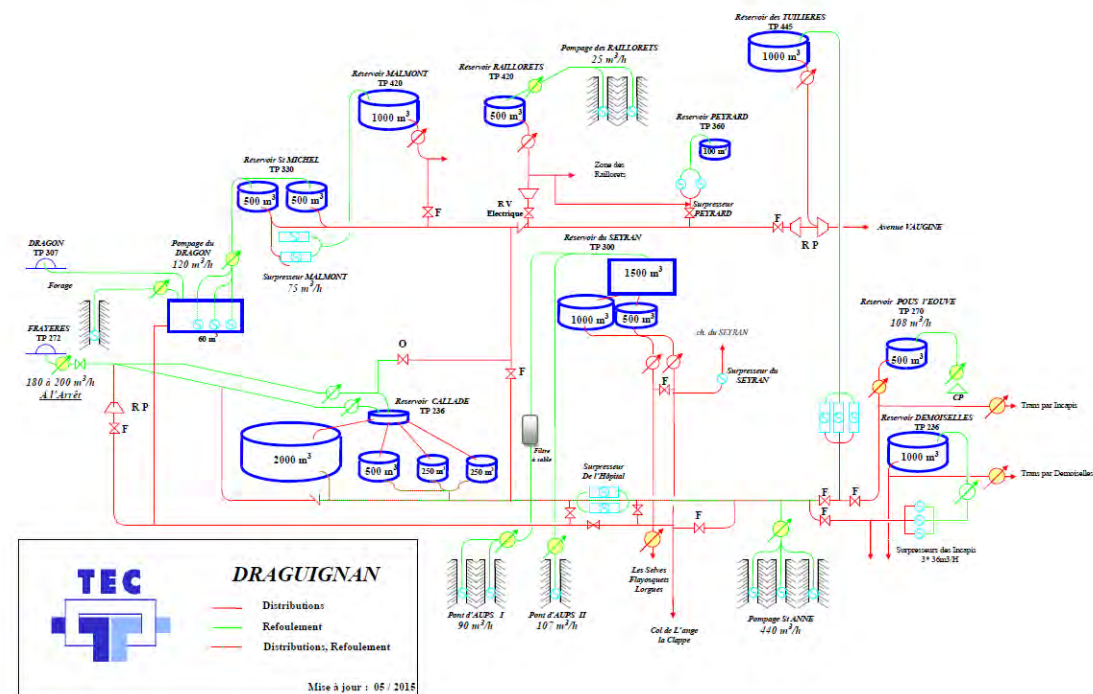 Réservoir des TUILIERES
TP 445
1000 m³
Pompage des RAILLORETS
25 m³/h
Réservoir RAILLORETS
TP 420
500 m³
Réservoir MALMONT
TP 420
1000 m³
Reservoir PEYRARD
TP 360
100 m³
Réservoir St MICHEL
TP 330
500 m³
500 m³
Zone des
Raillorets
R V
Electrique
F
Surpresseur
PEYRARD
F
F
R P
Avenue VAUGINE
DRAGON
TP 307
Pompage du
DRAGON
120 m³/h
Forage
60 m³
Surpresseur MALMONT
75 m³/h
Reservoir du SEYRAN
TP 300
1500 m³
1000 m³
500 m³
ch. du SEYRAN
Surpresseur du
SEYRAN
F
Réservoir POUS l'EOUVE
TP 270
108 m³/h
500 m³
CP
FRAYERES
TP 272
180 à 200 m³/h
A l'Arrêt
R P
F
O
F
Reservoir CALLADE
TP 236
2000 m³
500 m³
250 m³
250 m³
Filtre
à sable
Trans par Incapis
Reservoir DEMOISELLES
TP 236
1000 m³
Trans par Demoiselles
Surpresseur
De l'Hôpital
F
F
F
F
Surpresseurs des Incapis
3* 36m3/H
Pont d'AUPS I
90 m³/h
Pont d'AUPS II
107 m³/h
Les Selves
Flayosquets
Lorgues
Col de L'ange
la Clappe
Pompage St ANNE
440 m³/h
TEC
DRAGUIGNAN
Distributions
Refoulement
Distributions, Refoulement
Mise à jour : 05 / 2015